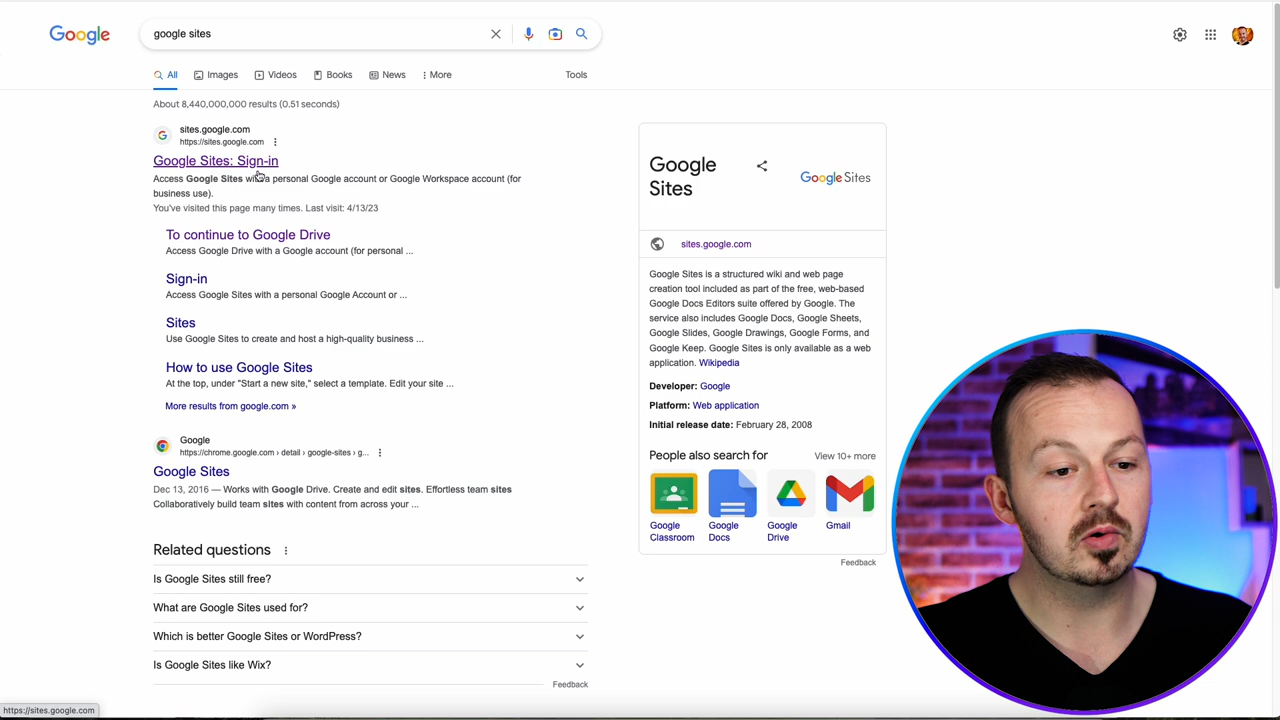 Google
google sites
All
Images
Videos
Books
News
More
Tools
About 8,440,000,000 results (0.51 seconds)
sites.google.com
https://sites.google.com
Google Sites: Sign-in
Access Google Sites with a personal Google account or Google Workspace account (for
business use).
You've visited this page many times. Last visit: 4/13/23
To continue to Google Drive
Access Google Drive with a Google account (for personal ...
Sign-in
Access Google Sites with a personal Google Account or ...
Sites
Use Google Sites to create and host a high-quality business ...
How to use Google Sites
At the top, under "Start a new site," select a template. Edit your site ...
More results from google.com »
Google
https://chrome.google.com › detail › google-sites › g...
Google Sites
Dec 13, 2016 — Works with Google Drive. Create and edit sites. Effortless team sites
Collaboratively build team sites with content from across your ...
Related questions
Is Google Sites still free?
What are Google Sites used for?
Which is better Google Sites or WordPress?
Is Google Sites like Wix?
Feedback
Google
Sites
Google Sites
sites.google.com
Google Sites is a structured wiki and web page
creation tool included as part of the free, web-based
Google Docs Editors suite offered by Google. The
service also includes Google Docs, Google Sheets,
Google Slides, Google Drawings, Google Forms, and
Google Keep. Google Sites is only available as a web
application. Wikipedia
Developer: Google
Platform: Web application
Initial release date: February 28, 2008
People also search for
View 10+ more
Google
Classroom
Google
Docs
Google
Drive
Gmail
Feedback
https://sites.google.com